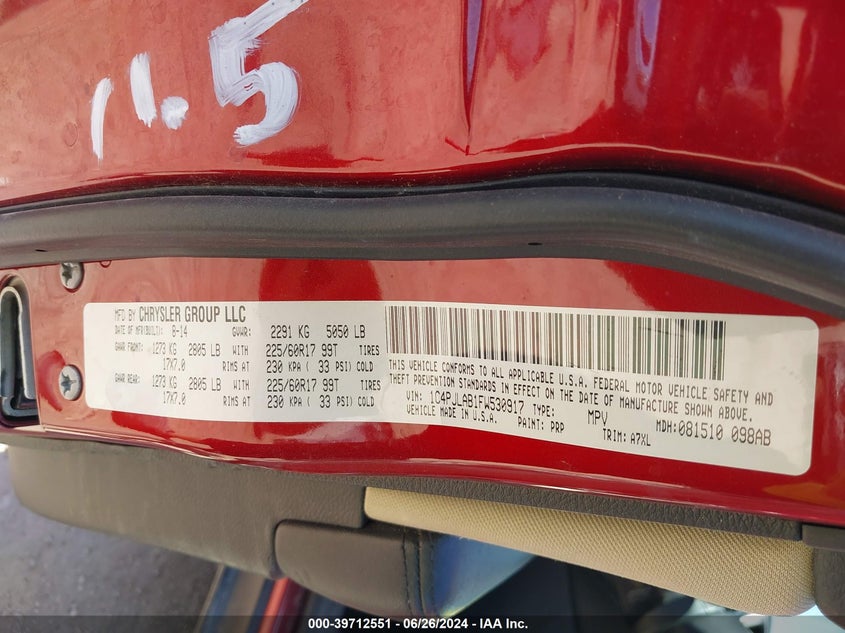 11.5
MFD BY CHRYSLER GROUP LLC
DATE OF MFR(BUILT): 8-14 GVWR: 2291 KG 5050 LB
GAWR FRONT: 1273 KG 2805 LB WITH 225/60R17 99T TIRES
17X7.0 RIMS AT 230 KPA ( 33 PSI) COLD
GAWR REAR: 1273 KG 2805 LB WITH 225/60R17 99T TIRES
17X7.0 RIMS AT 230 KPA ( 33 PSI) COLD
THIS VEHICLE CONFORMS TO ALL APPLICABLE U.S.A. FEDERAL MOTOR VEHICLE SAFETY AND
THEFT PREVENTION STANDARDS IN EFFECT ON THE DATE OF MANUFACTURE SHOWN ABOVE.
VIN: 1C4PJLAB1FW530917 TYPE: MPV MDH:081510 098AB
VEHICLE MADE IN U.S.A. PAINT: PRP TRIM: A7XL
000-39712551 - 06/26/2024 - IAA Inc.